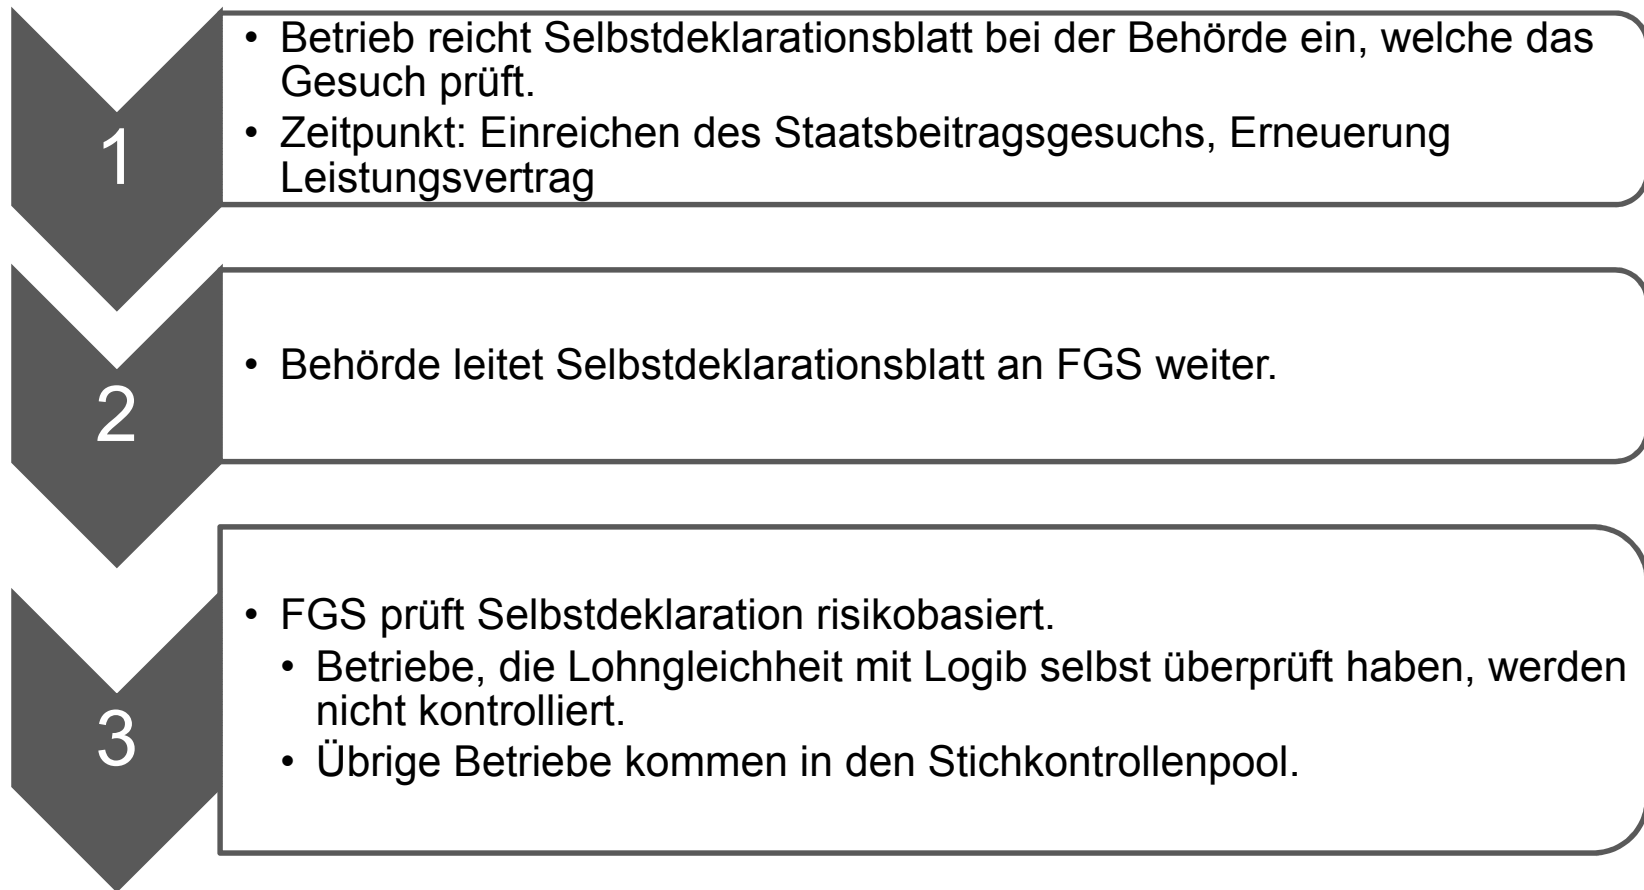 1
• Betrieb reicht Selbstdeklarationsblatt bei der Behörde ein, welche das
Gesuch prüft.
• Zeitpunkt: Einreichen des Staatsbeitragsgesuchs, Erneuerung
Leistungsvertrag
2
• Behörde leitet Selbstdeklarationsblatt an FGS weiter.
3
• FGS prüft Selbstdeklaration risikobasiert.
• Betriebe, die Lohngleichheit mit Logib selbst überprüft haben, werden
nicht kontrolliert.
• Übrige Betriebe kommen in den Stichkontrollenpool.